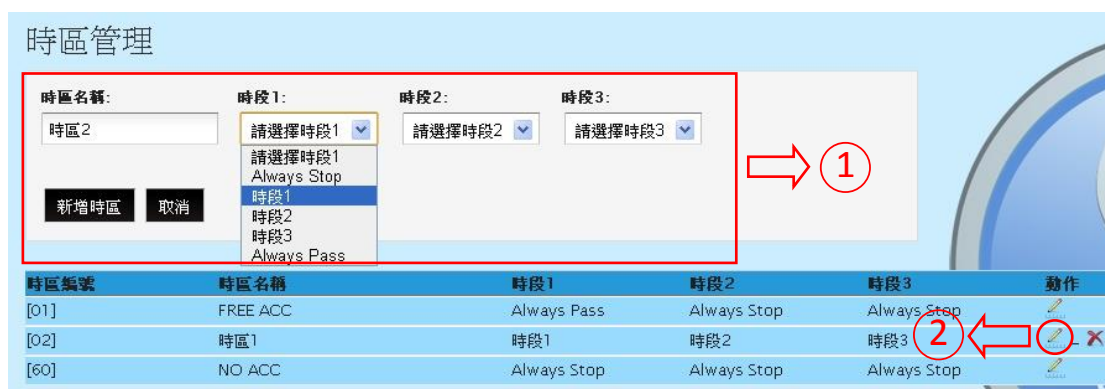 時區管理
時區名稱: 時段1: 時段2: 時段3:
時區2 請選擇時段1 請選擇時段2 請選擇時段3
請選擇時段1
Always Stop
時段1
時段2
時段3
Always Pass
新增時區 取消
1
時區編號 時區名稱 時段1 時段2 時段3 動作
[01] FREE ACC Always Pass Always Stop Always Stop
[02] 時區1 時段1 時段2 時段3
2
[60] NO ACC Always Stop Always Stop Always Stop